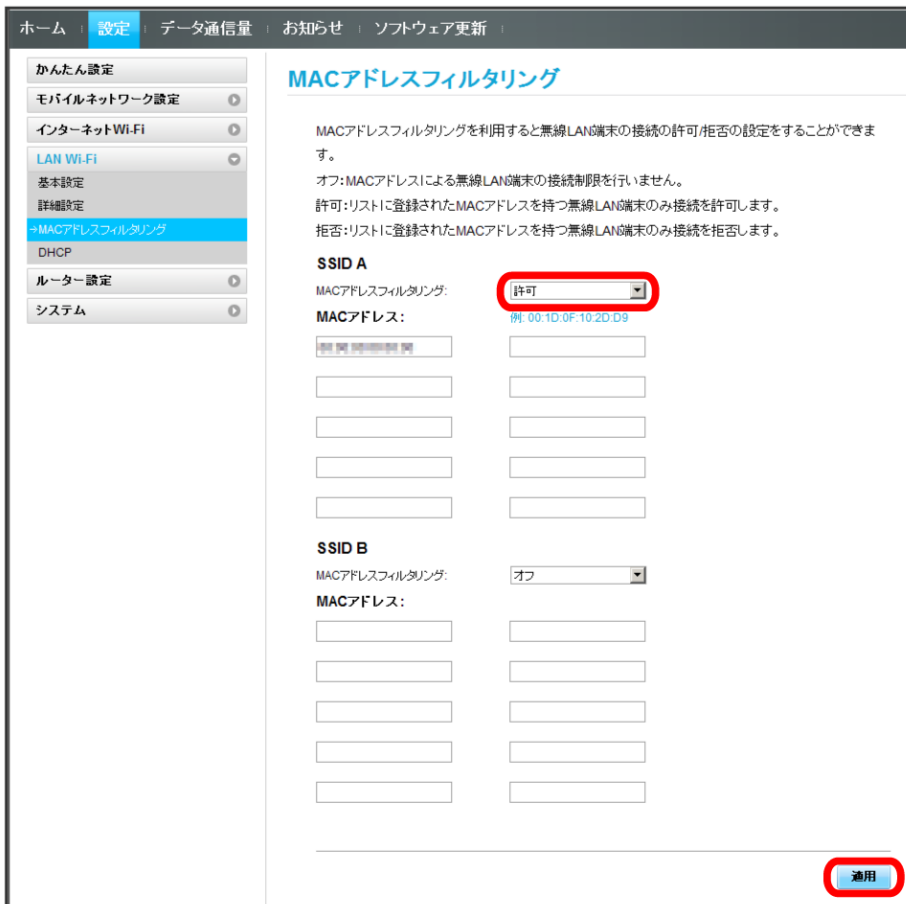 ホーム 設定 データ通信量 お知らせ ソフトウェア更新
かんたん設定
モバイルネットワーク設定
インターネットWi-Fi
LAN Wi-Fi
基本設定
詳細設定
→MACアドレスフィルタリング
DHCP
ルーター設定
システム
MACアドレスフィルタリング
MACアドレスフィルタリングを利用すると無線LAN端末の接続の許可/拒否の設定をすることができま
す。
オフ:MACアドレスによる無線LAN端末の接続制限を行いません。
許可:リストに登録されたMACアドレスを持つ無線LAN端末のみ接続を許可します。
拒否:リストに登録されたMACアドレスを持つ無線LAN端末のみ接続を拒否します。
SSID A
MACアドレスフィルタリング: 許可
MACアドレス: 例: 00:1D:0F:10:2D:D9
SSID B
MACアドレスフィルタリング: オフ
MACアドレス:
適用